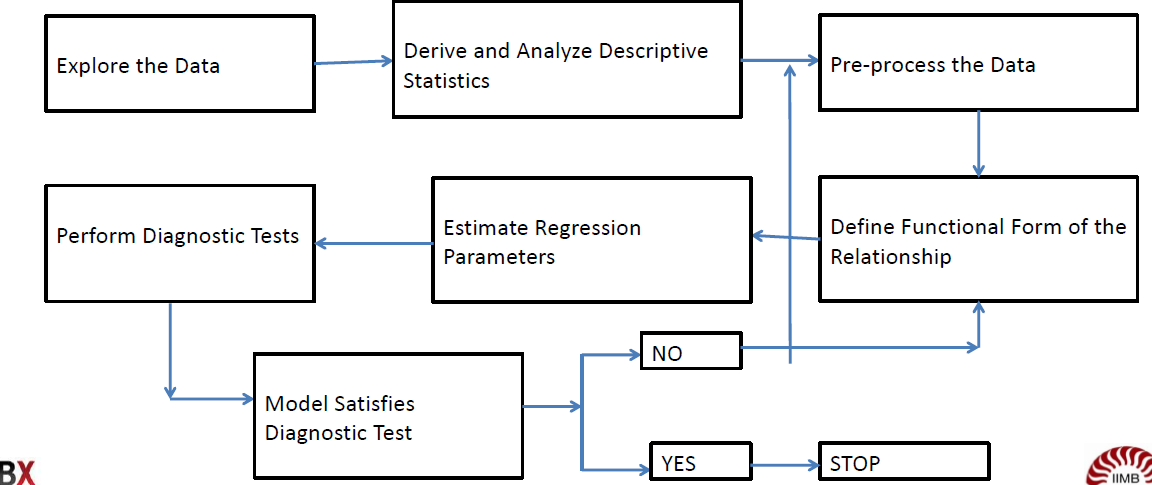 Explore the Data
Derive and Analyze Descriptive
Statistics
Pre-process the Data
Perform Diagnostic Tests
Estimate Regression
Parameters
Define Functional Form of the
Relationship
NO
Model Satisfies
Diagnostic Test
YES
STOP
BX
IIMB